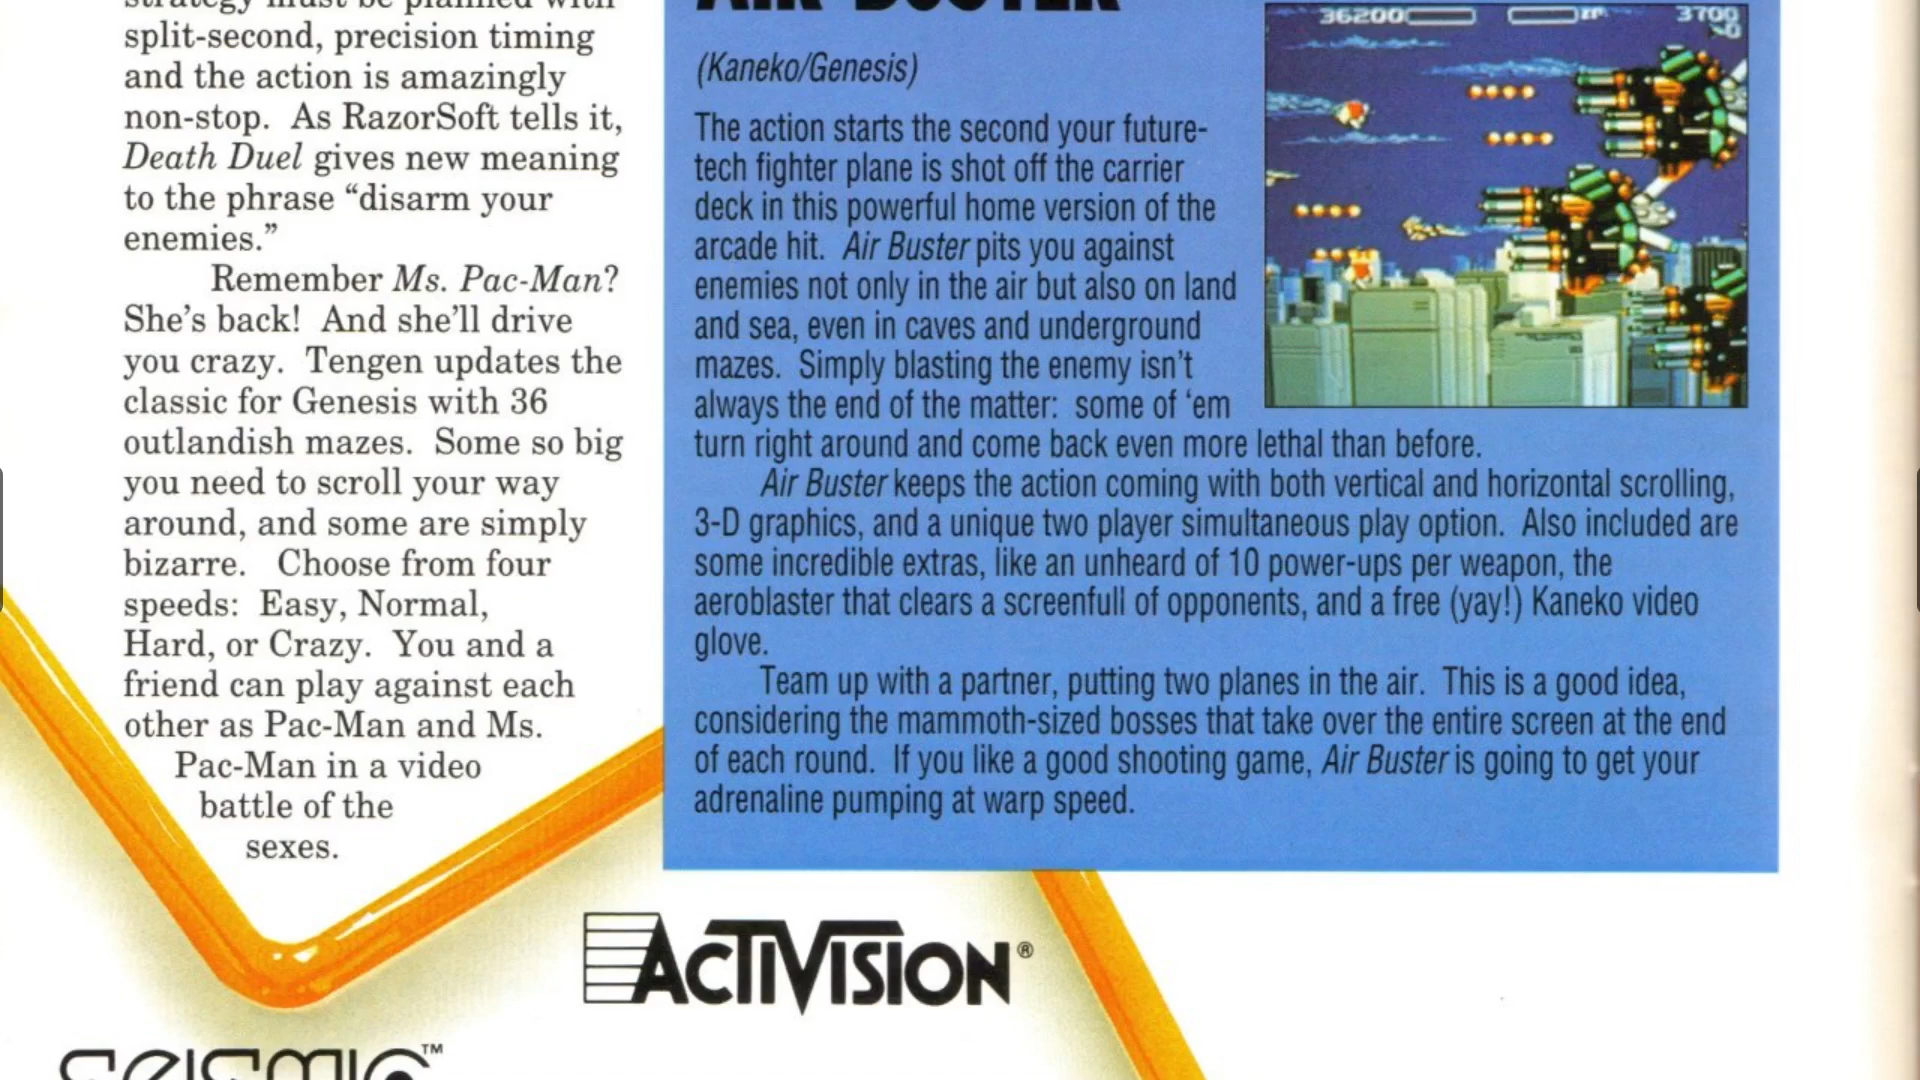 strategy must be planned with
split-second, precision timing
and the action is amazingly
non-stop. As RazorSoft tells it,
Death Duel gives new meaning
to the phrase “disarm your
enemies.”
Remember Ms. Pac-Man?
She’s back! And she’ll drive
you crazy. Tengen updates the
classic for Genesis with 36
outlandish mazes. Some so big
you need to scroll your way
around, and some are simply
bizarre. Choose from four
speeds: Easy, Normal,
Hard, or Crazy. You and a
friend can play against each
other as Pac-Man and Ms.
Pac-Man in a video
battle of the
sexes.
AIR BUSTER
(Kaneko/Genesis)
The action starts the second your future-
tech fighter plane is shot off the carrier
deck in this powerful home version of the
arcade hit. Air Buster pits you against
enemies not only in the air but also on land
and sea, even in caves and underground
mazes. Simply blasting the enemy isn’t
always the end of the matter: some of ‘em
turn right around and come back even more lethal than before.
Air Buster keeps the action coming with both vertical and horizontal scrolling,
3-D graphics, and a unique two player simultaneous play option. Also included are
some incredible extras, like an unheard of 10 power-ups per weapon, the
aeroblaster that clears a screenfull of opponents, and a free (yay!) Kaneko video
glove.
Team up with a partner, putting two planes in the air. This is a good idea,
considering the mammoth-sized bosses that take over the entire screen at the end
of each round. If you like a good shooting game, Air Buster is going to get your
adrenaline pumping at warp speed.
36200 2P 3700
x0
ACTIVISION®
seismic™